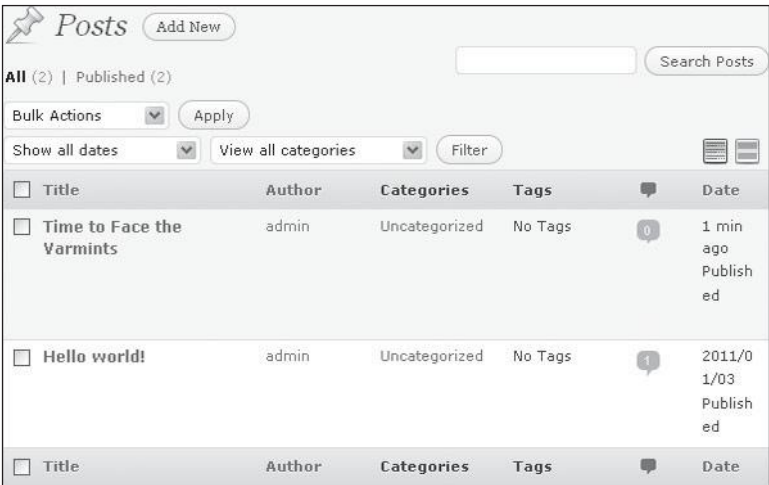 Posts Add New
Search Posts
All (2) | Published (2)
Bulk Actions Apply
Show all dates View all categories Filter
Title Author Categories Tags Date
Time to Face the admin Uncategorized No Tags 0 1 min
Varmints ago
Publish
ed
Hello world! admin Uncategorized No Tags 1 2011/0
1/03
Publish
ed
Title Author Categories Tags Date